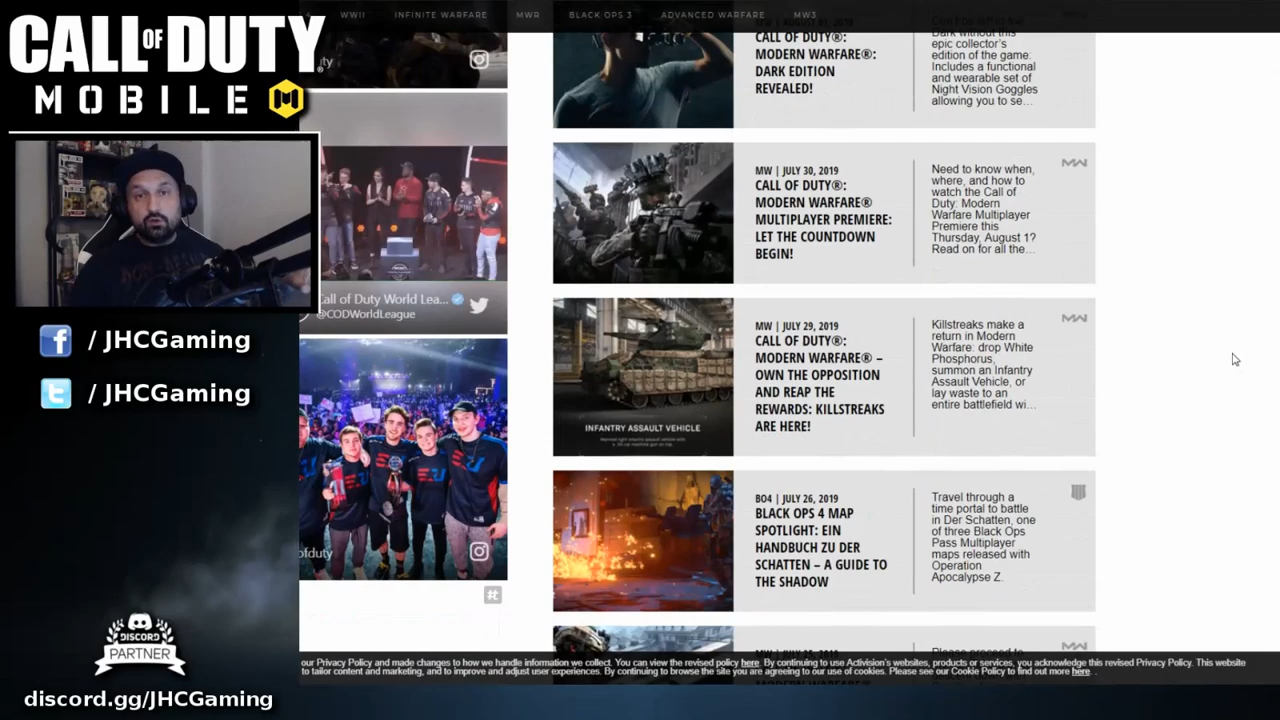 CALL OF DUTY®
MOBILE
/ JHCGaming
/ JHCGaming
DISCORD
PARTNER
discord.gg/JHCGaming
WWII INFINITE WARFARE MWR BLACK OPS 3 ADVANCED WARFARE MW3
Call of Duty World Lea...
@CODWorldLeague
ofduty
#
CALL OF DUTY®:
MODERN WARFARE®:
DARK EDITION
REVEALED!
Dark without this
epic collector's
edition of the game.
Includes a functional
and wearable set of
Night Vision Goggles
allowing you to se…
MW | JULY 30, 2019
CALL OF DUTY®:
MODERN WARFARE®
MULTIPLAYER PREMIERE:
LET THE COUNTDOWN
BEGIN!
Need to know when,
where, and how to
watch the Call of
Duty: Modern
Warfare Multiplayer
Premiere this
Thursday, August 1?
Read on for all the…
INFANTRY ASSAULT VEHICLE
MW | JULY 29, 2019
CALL OF DUTY®:
MODERN WARFARE® –
OWN THE OPPOSITION
AND REAP THE
REWARDS: KILLSTREAKS
ARE HERE!
Killstreaks make a
return in Modern
Warfare: drop White
Phosphorus,
summon an Infantry
Assault Vehicle, or
lay waste to an
entire battlefield wi…
BO4 | JULY 26, 2019
BLACK OPS 4 MAP
SPOTLIGHT: EIN
HANDBUCH ZU DER
SCHATTEN – A GUIDE TO
THE SHADOW
Travel through a
time portal to battle
in Der Schatten, one
of three Black Ops
Pass Multiplayer
maps released with
Operation
Apocalypse Z.
our Privacy Policy and made changes to how we handle information we collect. You can view the revised policy here. By continuing to use Activision's websites, products or services, you acknowledge this revised Privacy Policy. This website
to tailor content and marketing, and to improve and adjust user experiences. By continuing to browse the site you are agreeing to our use of cookies. Please see our Cookie Policy to find out more here. .